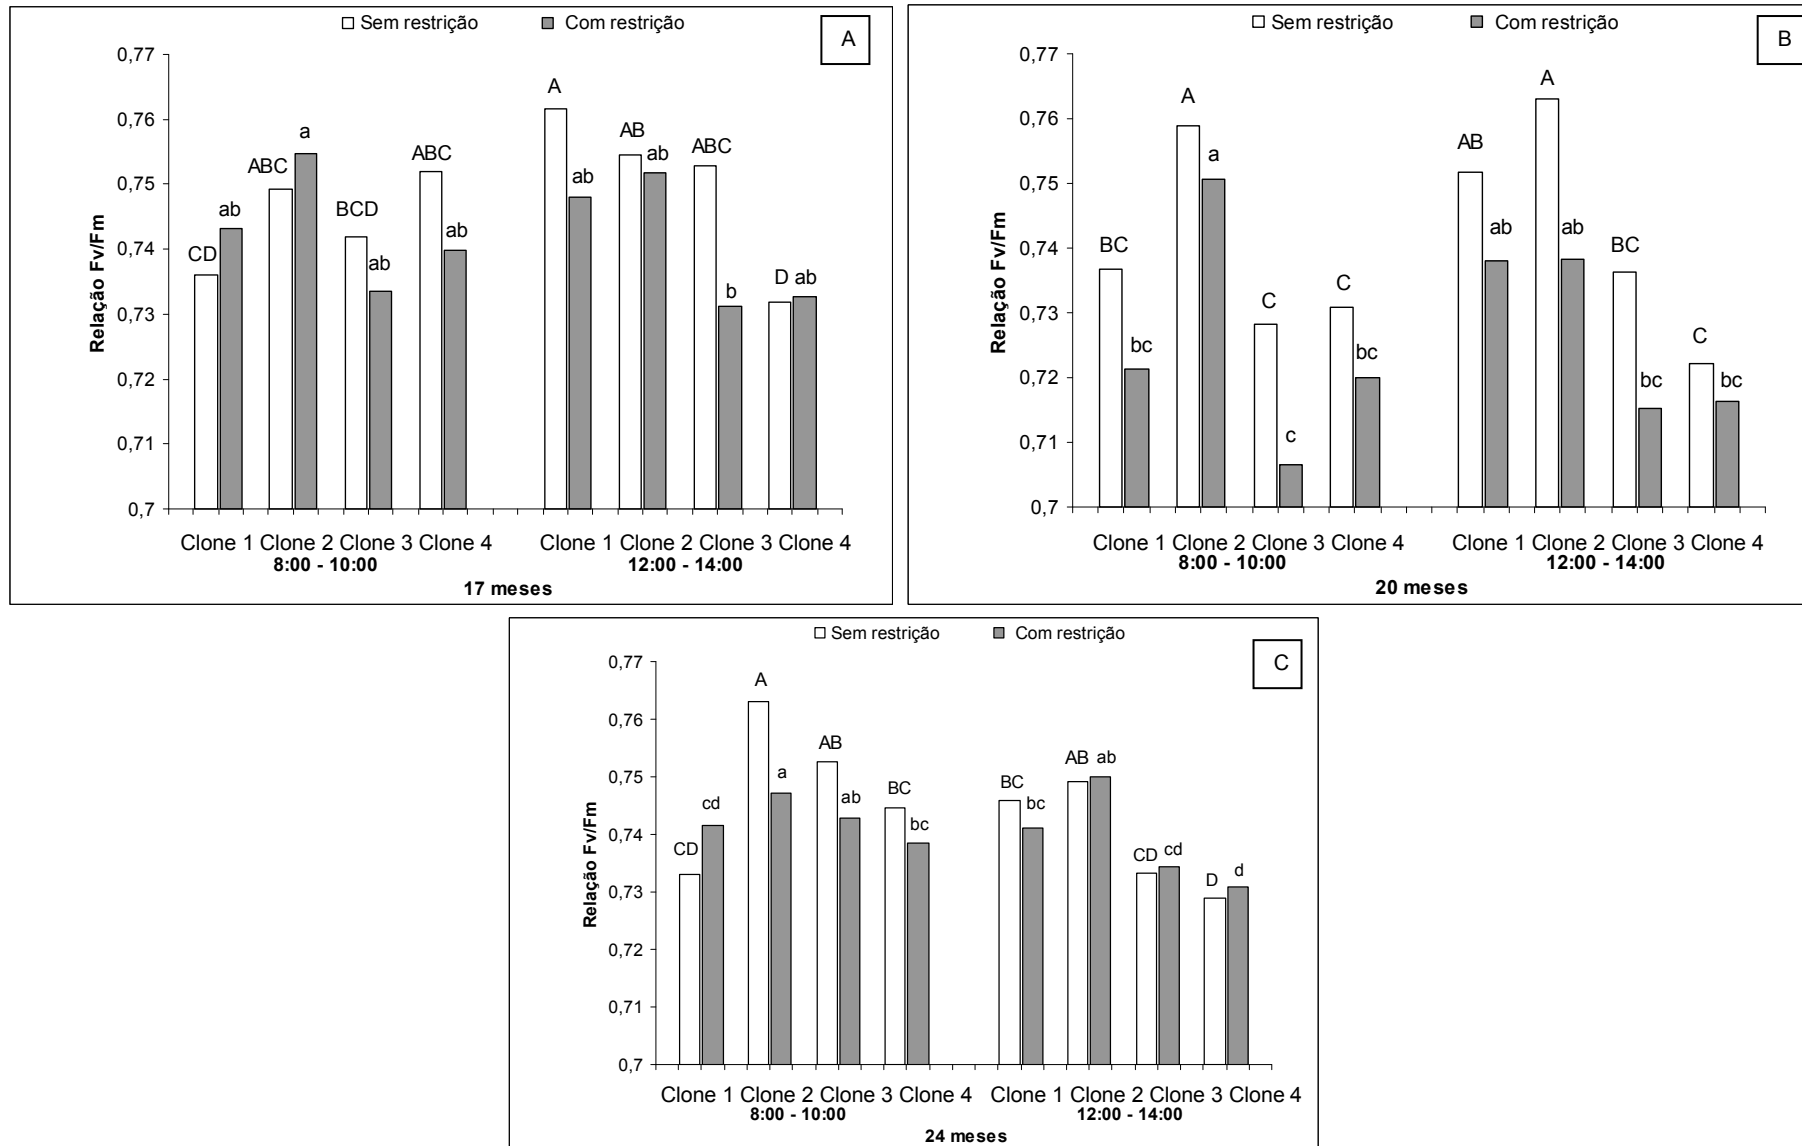 Sem restrição Com restrição
A
Relação Fv/Fm
0,77
0,76
0,75
0,74
0,73
0,72
0,71
0,7
CD ab ABC a BCD ab ABC ab A ab AB ab ABC b D ab
Clone 1 Clone 2 Clone 3 Clone 4 Clone 1 Clone 2 Clone 3 Clone 4
8:00 - 10:00 12:00 - 14:00
17 meses
Sem restrição Com restrição
B
Relação Fv/Fm
0,77
0,76
0,75
0,74
0,73
0,72
0,71
0,7
BC bc A a C c C bc AB ab A ab BC bc C bc
Clone 1 Clone 2 Clone 3 Clone 4 Clone 1 Clone 2 Clone 3 Clone 4
8:00 - 10:00 12:00 - 14:00
20 meses
Sem restrição Com restrição
C
Relação Fv/Fm
0,77
0,76
0,75
0,74
0,73
0,72
0,71
0,7
CD cd A a AB ab BC bc BC bc AB ab CD cd D d
Clone 1 Clone 2 Clone 3 Clone 4 Clone 1 Clone 2 Clone 3 Clone 4
8:00 - 10:00 12:00 - 14:00
24 meses